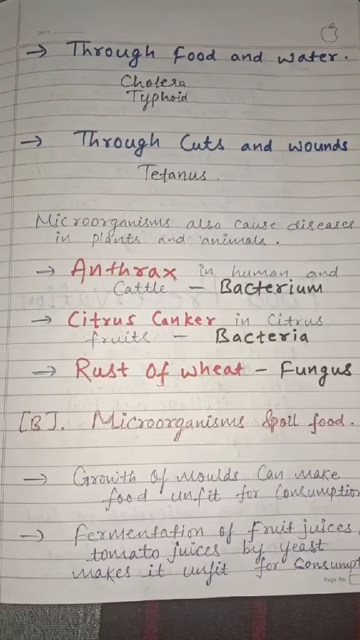 → Through Food and water.
Cholera
Typhoid
→ Through Cuts and wounds
Tetanus.
Microorganisms also cause diseases
in plants and animals.
→ Anthrax in human and
Cattle – Bacterium
→ Citrus Canker in Citrus
fruits – Bacteria
→ Rust Of wheat – Fungus
[B]. Microorganisms Spoil food.
→ Growth Of moulds Can make
food unfit for Consumption
→ Fermentation of fruit juices,
tomato juices by yeast
makes it unfit for Consumpt
Page No.